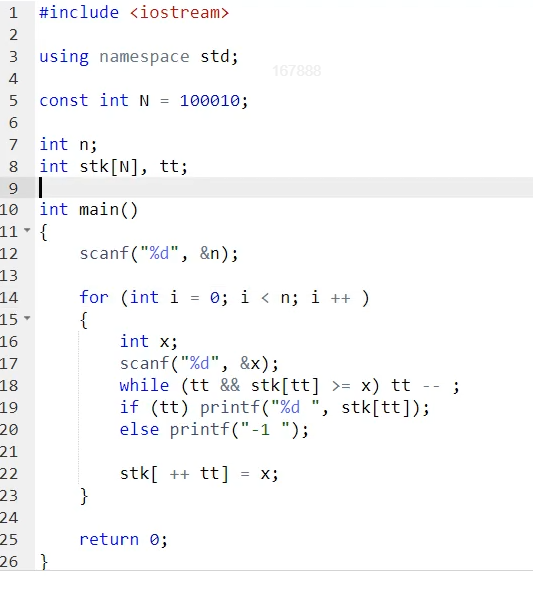 1 #include <iostream>
2
3 using namespace std;
167888
4
5 const int N = 100010;
6
7 int n;
8 int stk[N], tt;
9
10 int main()
11 {
12 scanf("%d", &n);
13
14 for (int i = 0; i < n; i ++ )
15 {
16 int x;
17 scanf("%d", &x);
18 while (tt && stk[tt] >= x) tt -- ;
19 if (tt) printf("%d ", stk[tt]);
20 else printf("-1 ");
21
22 stk[ ++ tt] = x;
23 }
24
25 return 0;
26 }